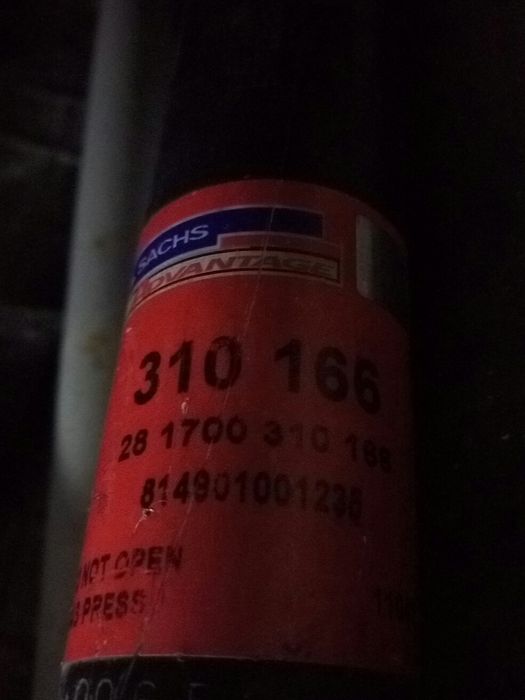 SACHS
ADVANTAGE
310 166
28 1700 310 166
814901001235
NOT OPEN
PRESS